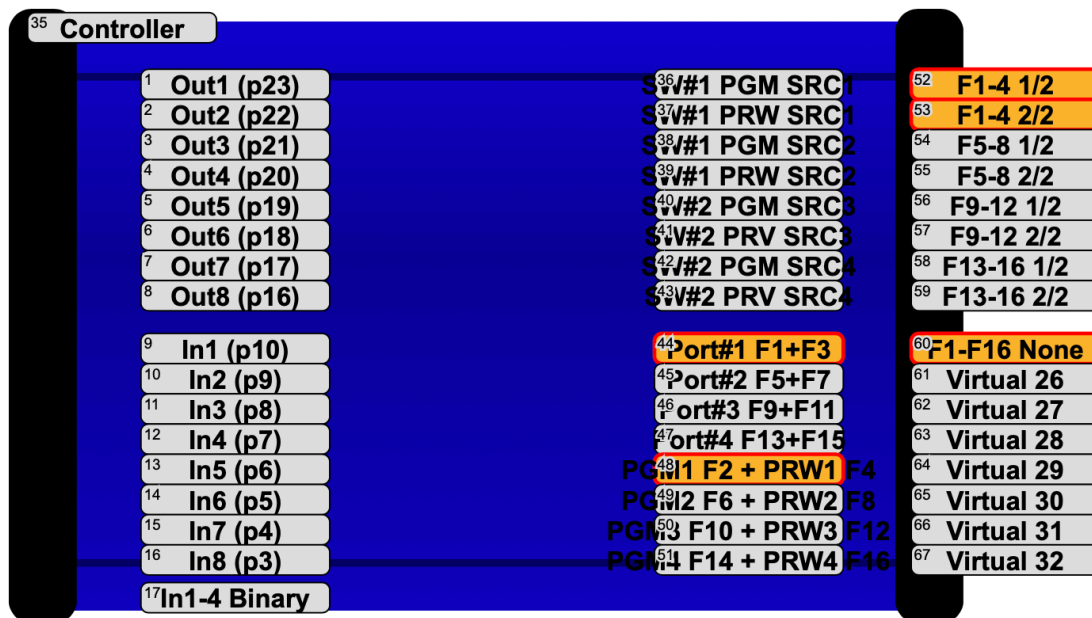 35 Controller
1 Out1 (p23)
2 Out2 (p22)
3 Out3 (p21)
4 Out4 (p20)
5 Out5 (p19)
6 Out6 (p18)
7 Out7 (p17)
8 Out8 (p16)
9 In1 (p10)
10 In2 (p9)
11 In3 (p8)
12 In4 (p7)
13 In5 (p6)
14 In6 (p5)
15 In7 (p4)
16 In8 (p3)
17 In1-4 Binary
36 SW#1 PGM SRC1
37 SW#1 PRW SRC1
38 SW#1 PGM SRC2
39 SW#1 PRW SRC2
40 SW#2 PGM SRC3
41 SW#2 PRV SRC3
42 SW#2 PGM SRC4
43 SW#2 PRV SRC4
44 Port#1 F1+F3
45 Port#2 F5+F7
46 Port#3 F9+F11
47 Port#4 F13+F15
48 PGM1 F2 + PRW1 F4
49 PGM2 F6 + PRW2 F8
50 PGM3 F10 + PRW3 F12
51 PGM4 F14 + PRW4 F16
52 F1-4 1/2
53 F1-4 2/2
54 F5-8 1/2
55 F5-8 2/2
56 F9-12 1/2
57 F9-12 2/2
58 F13-16 1/2
59 F13-16 2/2
60 F1-F16 None
61 Virtual 26
62 Virtual 27
63 Virtual 28
64 Virtual 29
65 Virtual 30
66 Virtual 31
67 Virtual 32